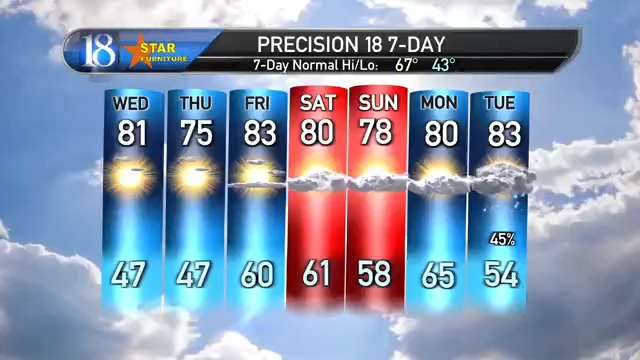 18 STAR FURNITURE
PRECISION 18 7-DAY
7-Day Normal Hi/Lo: 67° 43°
WED THU FRI SAT SUN MON TUE
81 75 83 80 78 80 83
45%
47 47 60 61 58 65 54